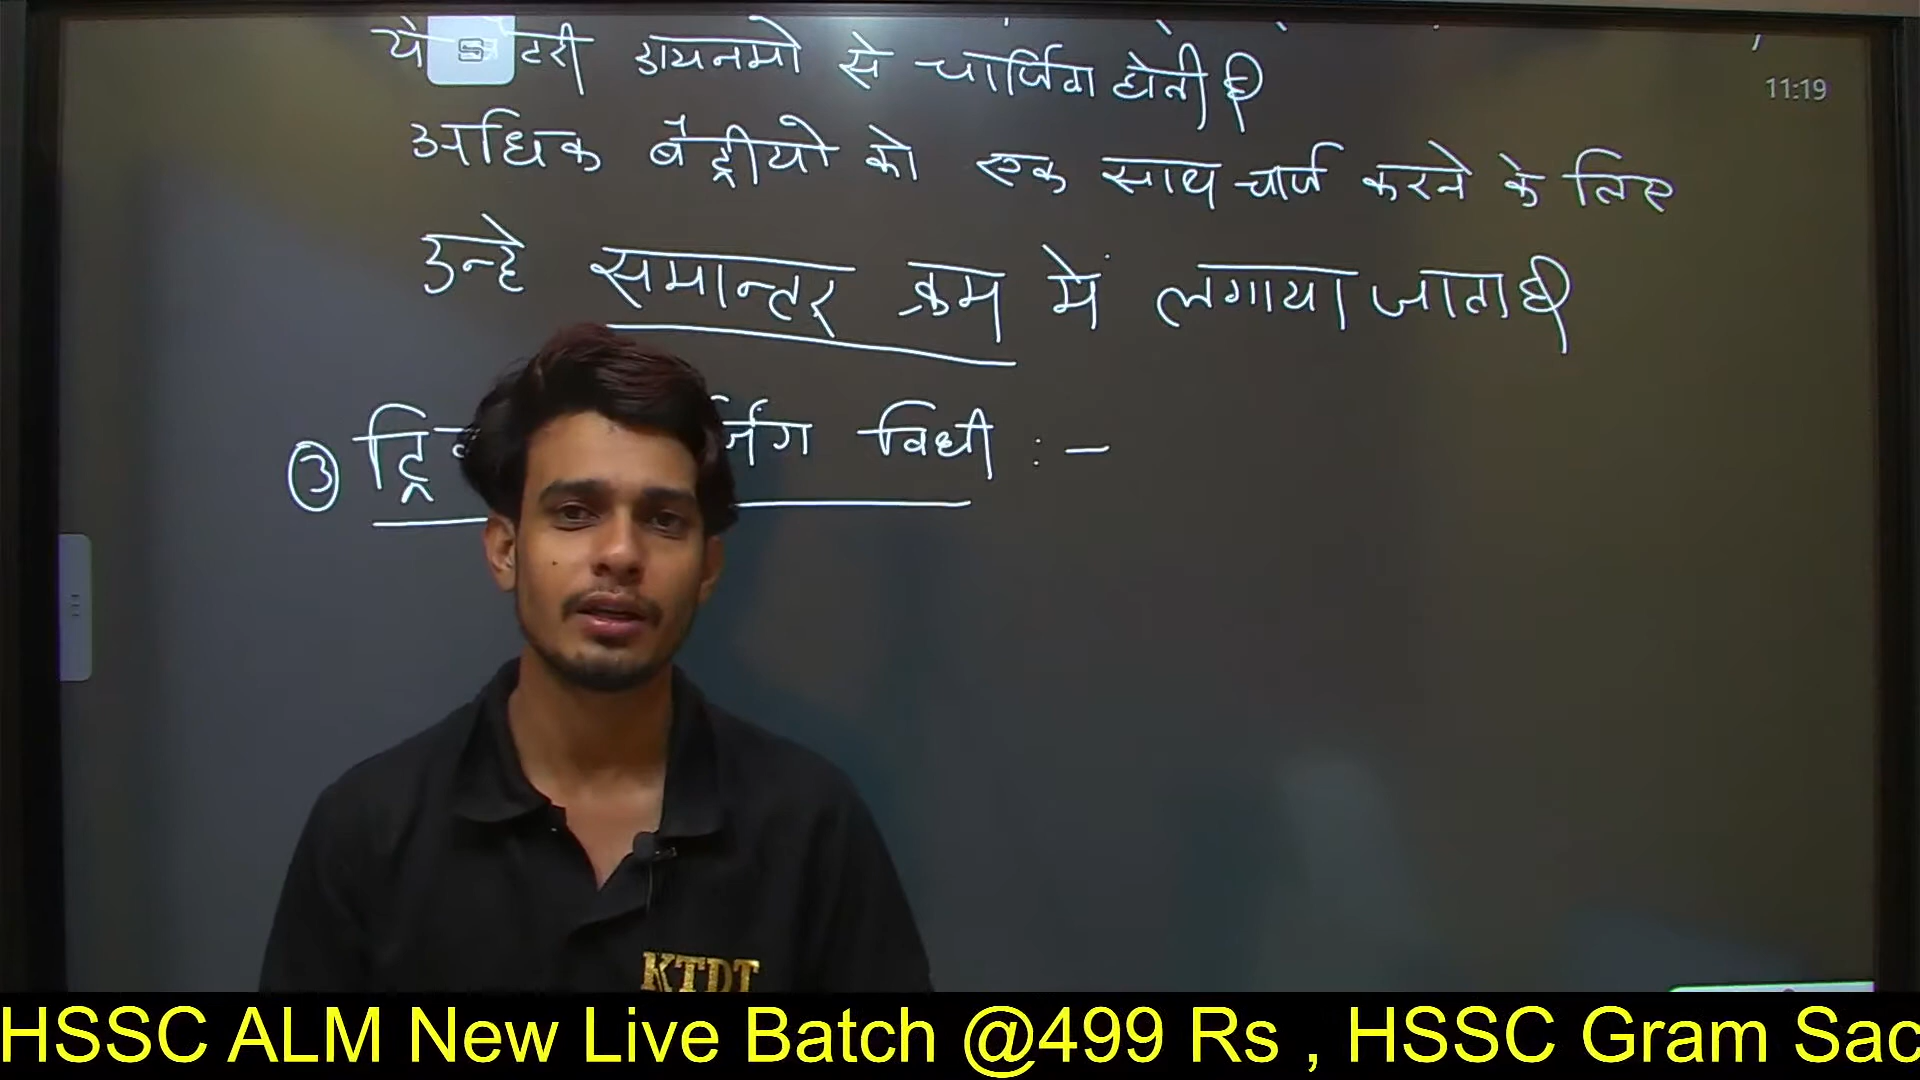 ये टरी डायनमो से चार्जिंग होती है
11:19
अधिक बैट्रीयो को एक साथ चार्ज करने के लिए
उन्हे समान्तर क्रम में लगाया जाता है
③ र्जिंग विधी :-
KTDT
HSSC ALM New Live Batch @499 Rs , HSSC Gram Sac